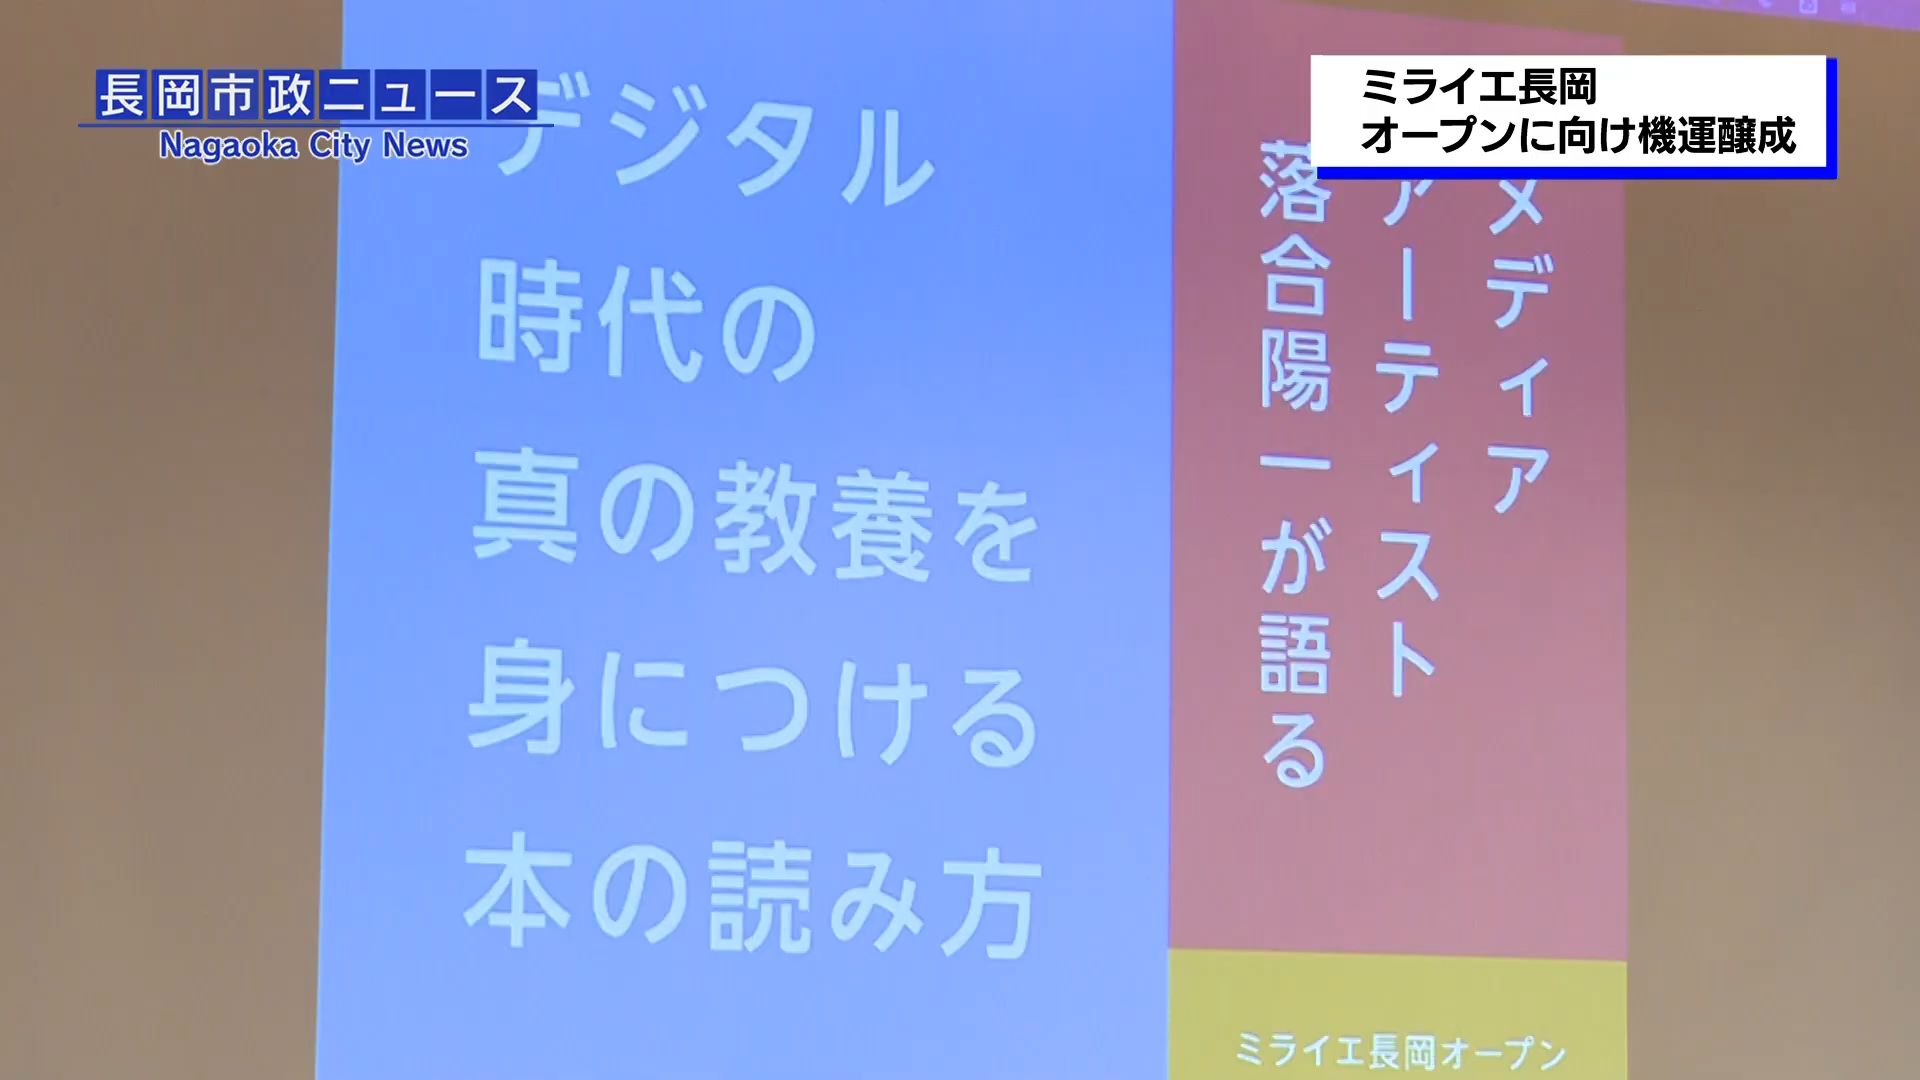 長岡市政ニュース
Nagaoka City News
ミライエ長岡
オープンに向け機運醸成
デジタル
時代の
真の教養を
身につける
本の読み方
メディア
アーティスト
落合陽一が語る
ミライエ長岡オープン